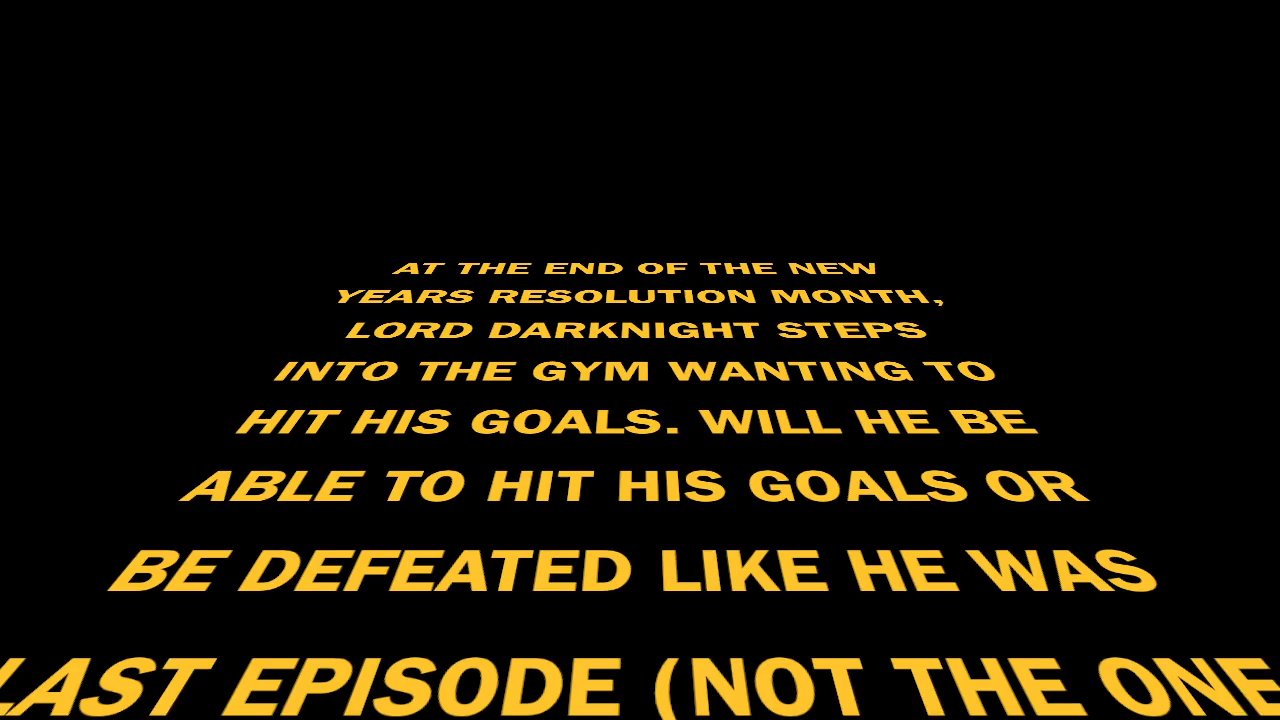 AT THE END OF THE NEW
YEARS RESOLUTION MONTH,
LORD DARKNIGHT STEPS
INTO THE GYM WANTING TO
HIT HIS GOALS. WILL HE BE
ABLE TO HIT HIS GOALS OR
BE DEFEATED LIKE HE WAS
LAST EPISODE (NOT THE ONE